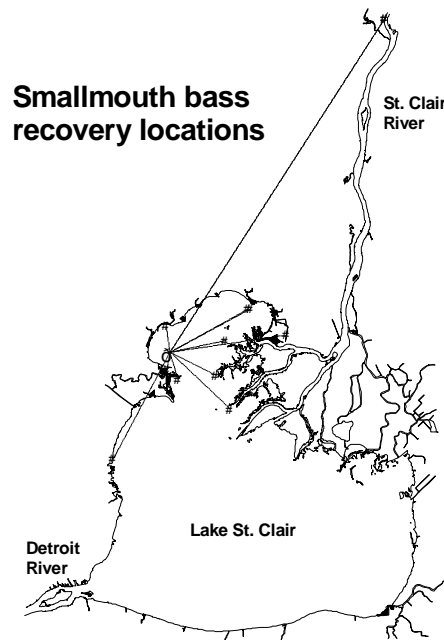 Smallmouth bass
recovery locations
St. Clair
River
Lake St. Clair
Detroit
River